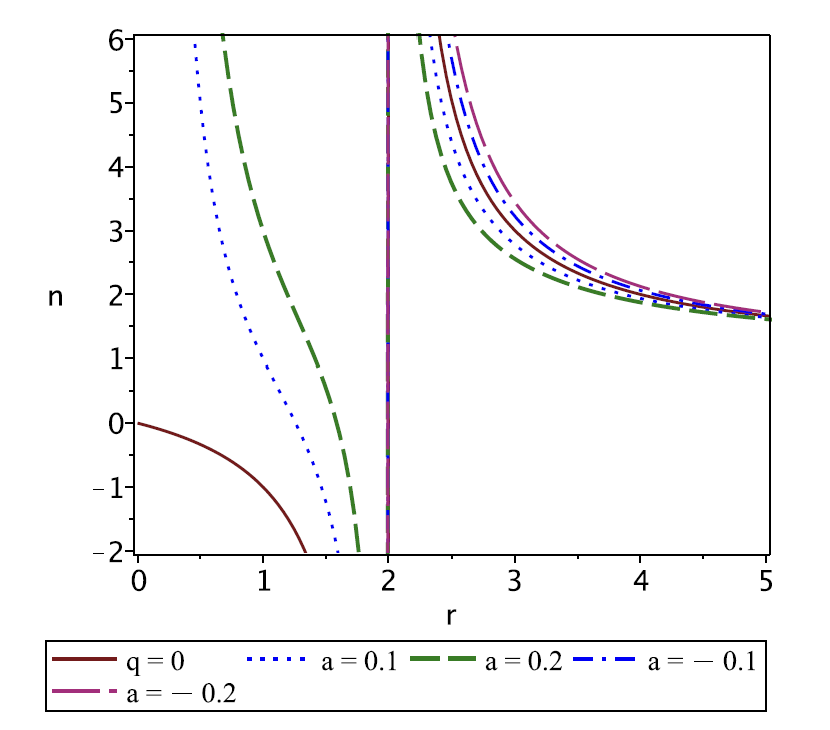 6
5
4
3
n 2
1
0
−1
−2
0 1 2 3 4 5
r
q = 0 a = 0.1 a = 0.2 a = − 0.1
a = − 0.2